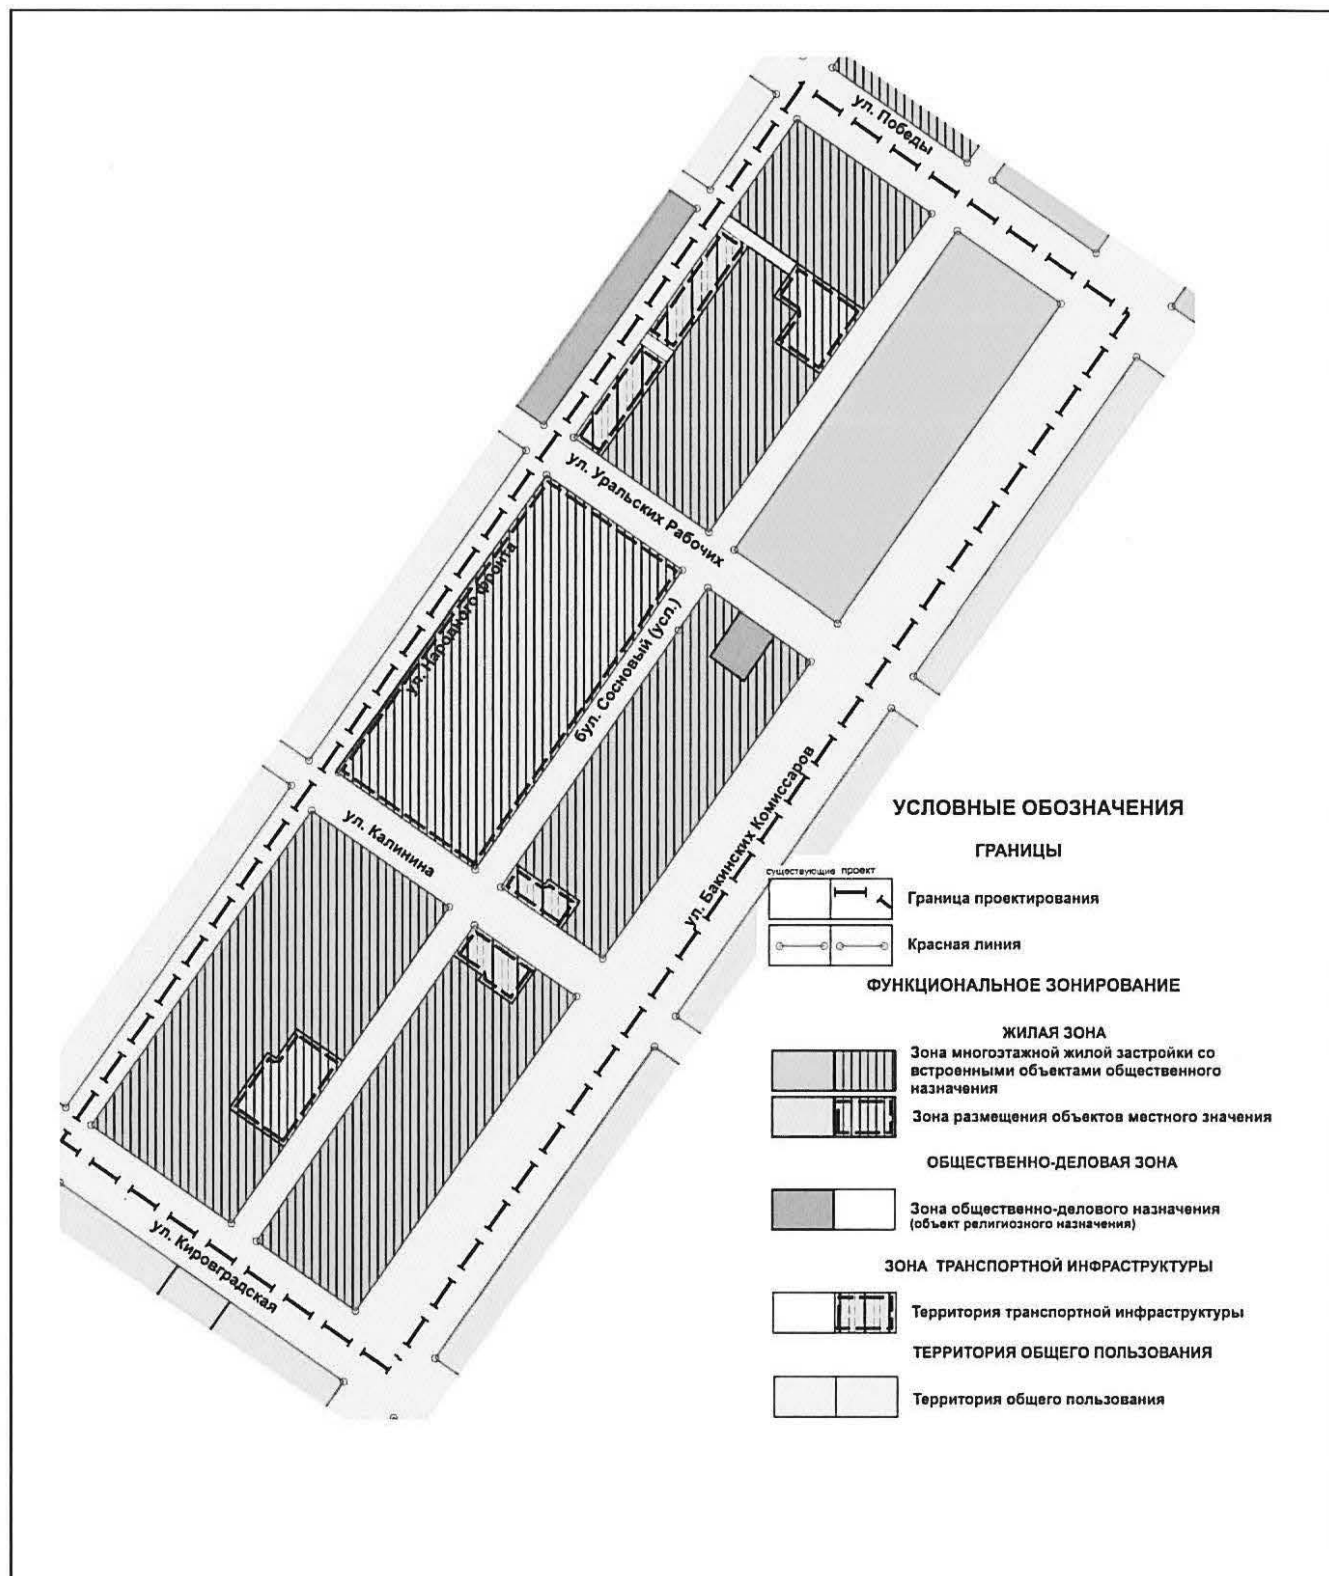 ул. Победы
ул. Уральских Рабочих
ул. Народного Фронта
бул. Сосновый (усл.)
ул. Калинина
ул. Бакинских Комиссаров
ул. Кировградская
УСЛОВНЫЕ ОБОЗНАЧЕНИЯ
ГРАНИЦЫ
существующие проект
Граница проектирования
Красная линия
ФУНКЦИОНАЛЬНОЕ ЗОНИРОВАНИЕ
ЖИЛАЯ ЗОНА
Зона многоэтажной жилой застройки со
встроенными объектами общественного
назначения
Зона размещения объектов местного значения
ОБЩЕСТВЕННО-ДЕЛОВАЯ ЗОНА
Зона общественно-делового назначения
(объект религиозного назначения)
ЗОНА ТРАНСПОРТНОЙ ИНФРАСТРУКТУРЫ
Территория транспортной инфраструктуры
ТЕРРИТОРИЯ ОБЩЕГО ПОЛЬЗОВАНИЯ
Территория общего пользования